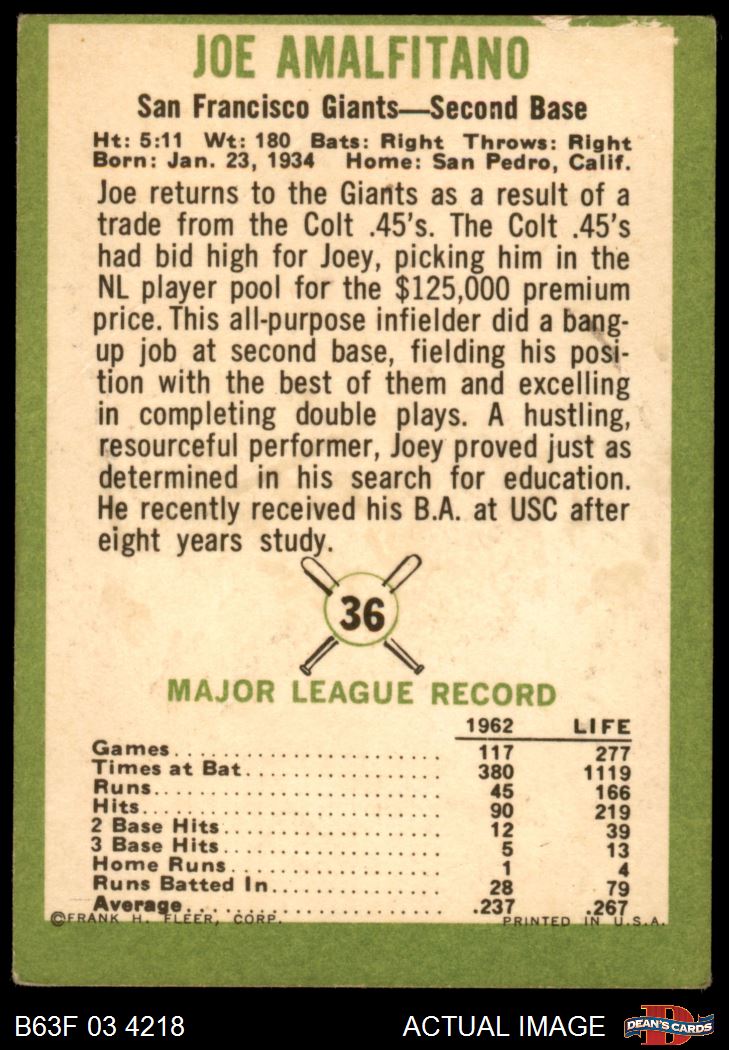 JOE AMALFITANO
San Francisco Giants—Second Base
Ht: 5:11 Wt: 180 Bats: Right Throws: Right
Born: Jan. 23, 1934 Home: San Pedro, Calif.
Joe returns to the Giants as a result of a
trade from the Colt .45's. The Colt .45's
had bid high for Joey, picking him in the
NL player pool for the $125,000 premium
price. This all-purpose infielder did a bang-
up job at second base, fielding his posi-
tion with the best of them and excelling
in completing double plays. A hustling,
resourceful performer, Joey proved just as
determined in his search for education.
He recently received his B.A. at USC after
eight years study.
36
MAJOR LEAGUE RECORD
1962 LIFE
Games 117 277
Times at Bat 380 1119
Runs 45 166
Hits 90 219
2 Base Hits 12 39
3 Base Hits 5 13
Home Runs 1 4
Runs Batted In 28 79
Average .237 .267
©FRANK H. FLEER, CORP. PRINTED IN U.S.A.
B63F 03 4218 ACTUAL IMAGE D DEAN'S CARDS